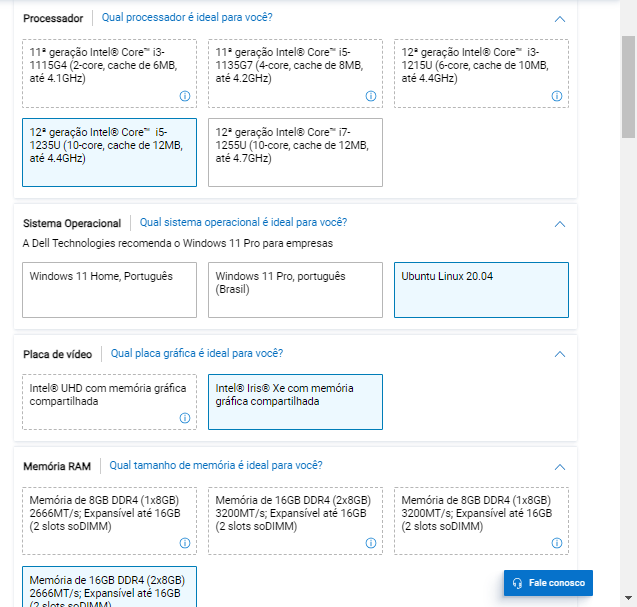 Processador
Qual processador é ideal para você?
11ª geração Intel® Core™ i3-
1115G4 (2-core, cache de 6MB,
até 4.1GHz)
11ª geração Intel® Core™ i5-
1135G7 (4-core, cache de 8MB,
até 4.2GHz)
12ª geração Intel® Core™ i3-
1215U (6-core, cache de 10MB,
até 4.4GHz)
12ª geração Intel® Core™ i5-
1235U (10-core, cache de 12MB,
até 4.4GHz)
12ª geração Intel® Core™ i7-
1255U (10-core, cache de 12MB,
até 4.7GHz)
Sistema Operacional
Qual sistema operacional é ideal para você?
A Dell Technologies recomenda o Windows 11 Pro para empresas
Windows 11 Home, Português
Windows 11 Pro, português
(Brasil)
Ubuntu Linux 20.04
Placa de vídeo
Qual placa gráfica é ideal para você?
Intel® UHD com memória gráfica
compartilhada
Intel® Iris® Xe com memória
gráfica compartilhada
Memória RAM
Qual tamanho de memória é ideal para você?
Memória de 8GB DDR4 (1x8GB)
2666MT/s; Expansível até 16GB
(2 slots soDIMM)
Memória de 16GB DDR4 (2x8GB)
3200MT/s; Expansível até 16GB
(2 slots soDIMM)
Memória de 8GB DDR4 (1x8GB)
3200MT/s; Expansível até 16GB
(2 slots soDIMM)
Memória de 16GB DDR4 (2x8GB)
2666MT/s; Expansível até 16GB
(2 slots soDIMM)
Fale conosco